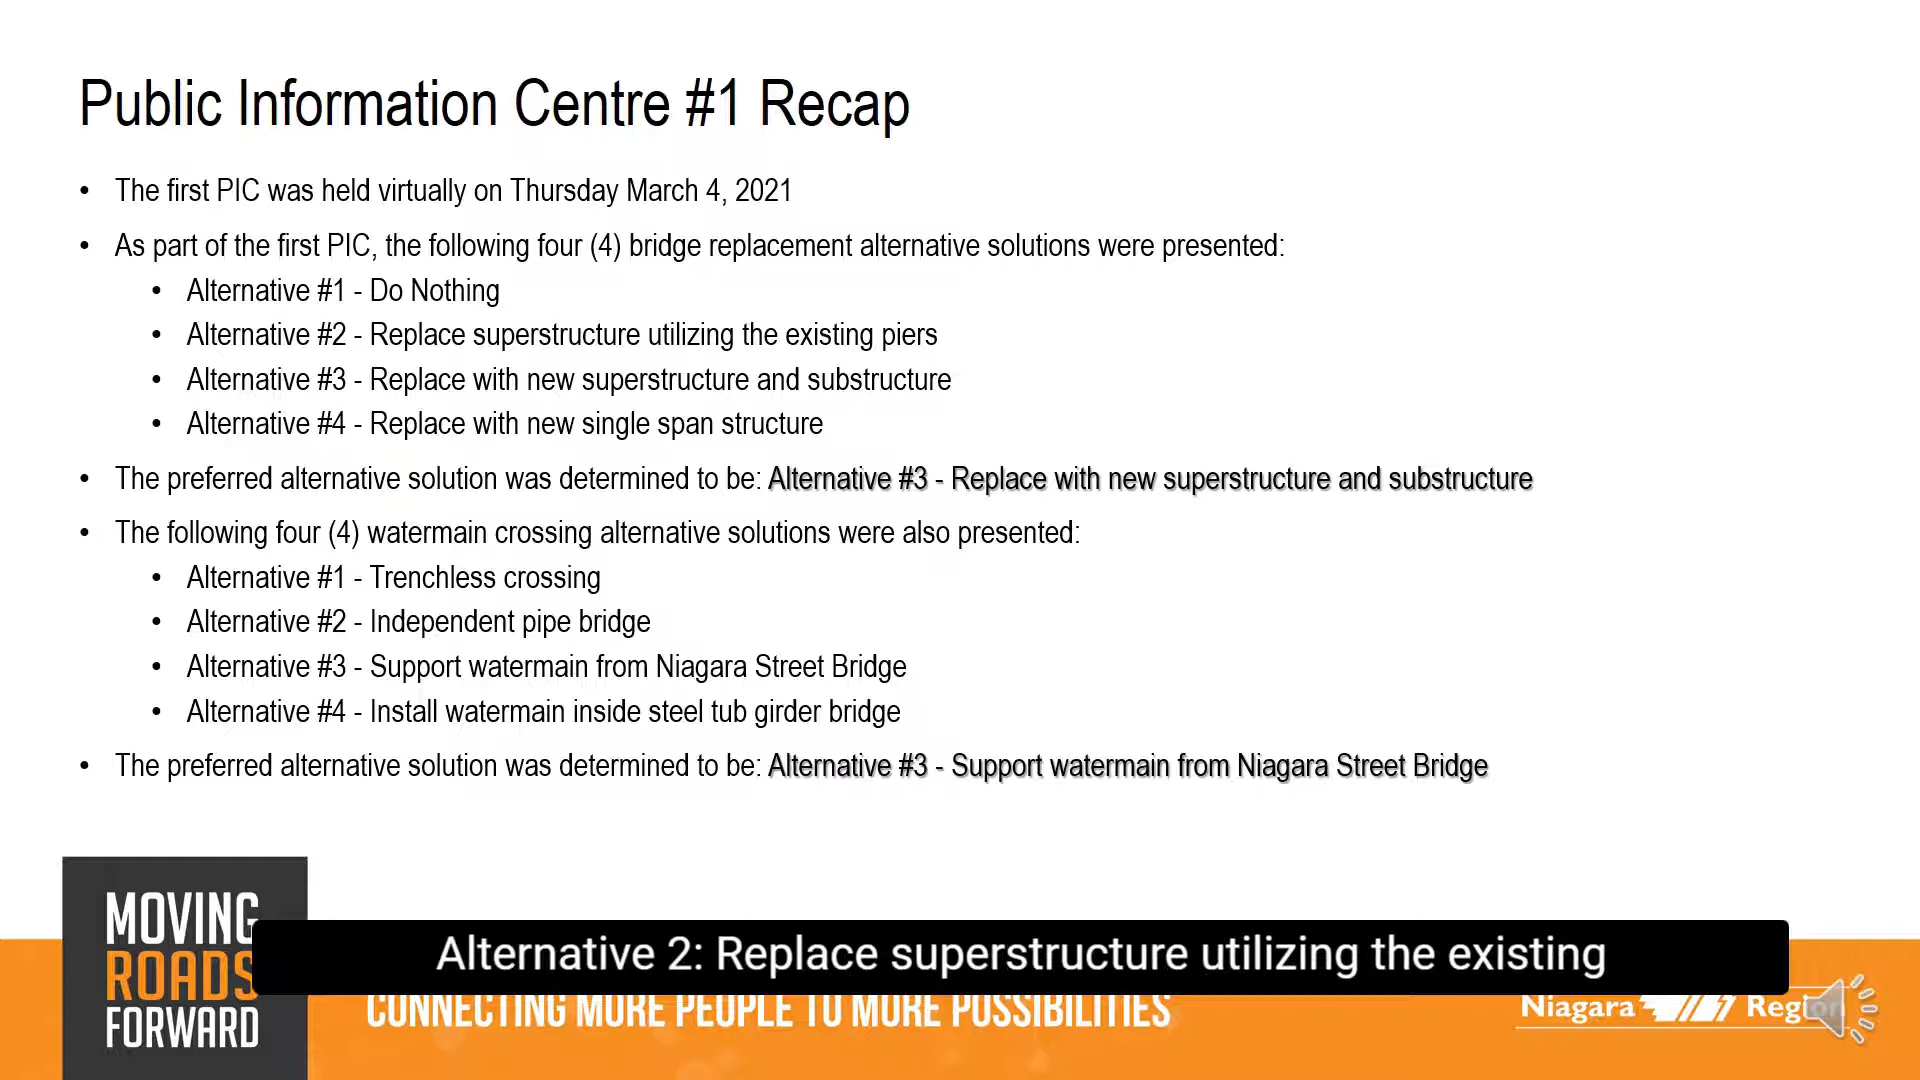 Public Information Centre #1 Recap
• The first PIC was held virtually on Thursday March 4, 2021
• As part of the first PIC, the following four (4) bridge replacement alternative solutions were presented:
• Alternative #1 - Do Nothing
• Alternative #2 - Replace superstructure utilizing the existing piers
• Alternative #3 - Replace with new superstructure and substructure
• Alternative #4 - Replace with new single span structure
• The preferred alternative solution was determined to be: Alternative #3 - Replace with new superstructure and substructure
• The following four (4) watermain crossing alternative solutions were also presented:
• Alternative #1 - Trenchless crossing
• Alternative #2 - Independent pipe bridge
• Alternative #3 - Support watermain from Niagara Street Bridge
• Alternative #4 - Install watermain inside steel tub girder bridge
• The preferred alternative solution was determined to be: Alternative #3 - Support watermain from Niagara Street Bridge
MOVING
ROADS
FORWARD
Alternative 2: Replace superstructure utilizing the existing
CONNECTING MORE PEOPLE TO MORE POSSIBILITIES
Niagara Region